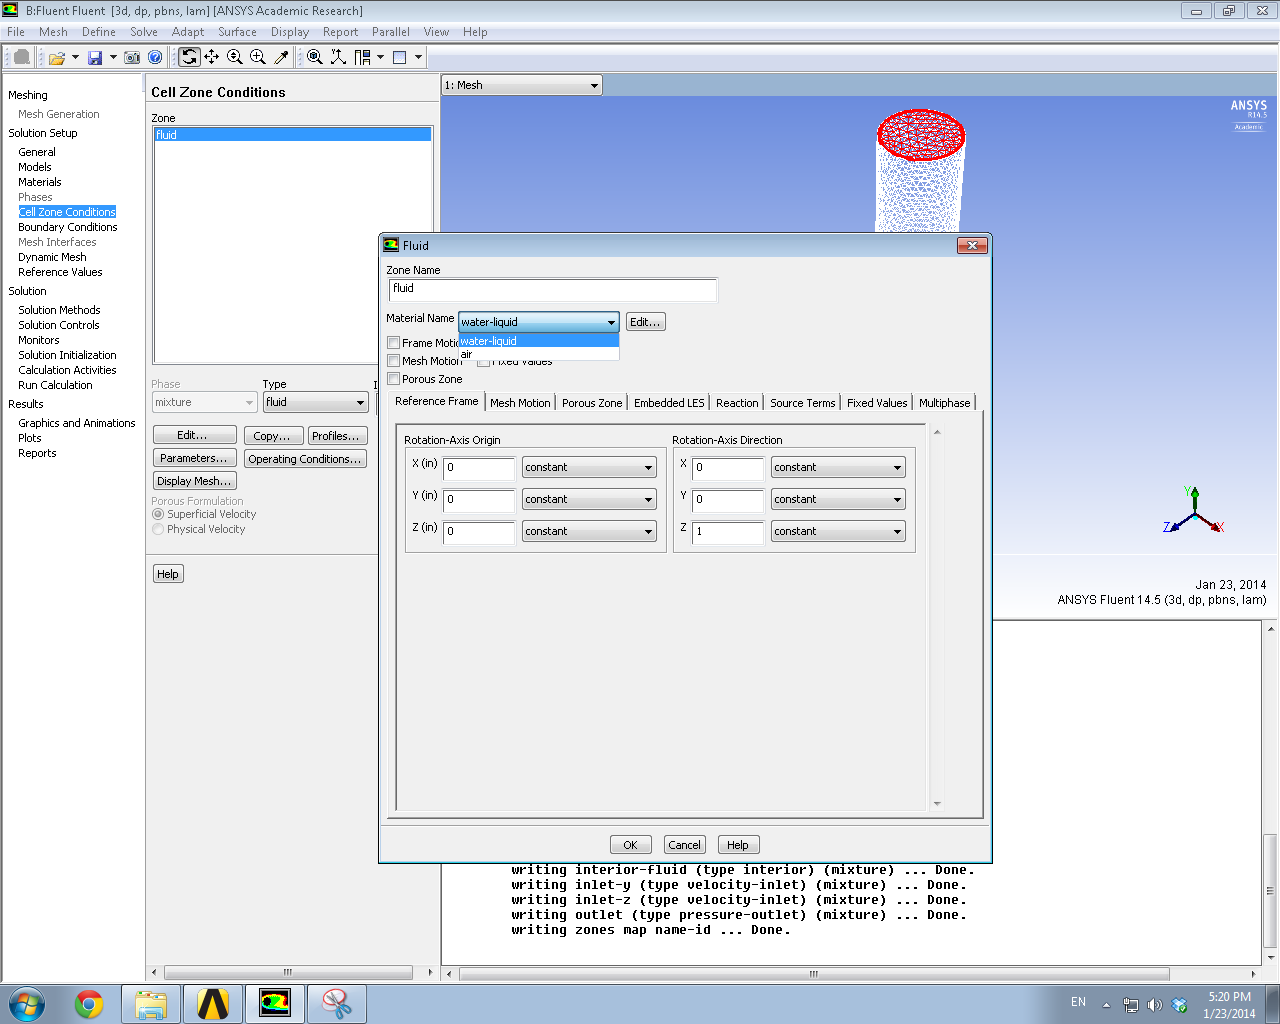 B:Fluent Fluent [3d, dp, pbns, lam] [ANSYS Academic Research]
File Mesh Define Solve Adapt Surface Display Report Parallel View Help
Meshing
Mesh Generation
Solution Setup
General
Models
Materials
Phases
Cell Zone Conditions
Boundary Conditions
Mesh Interfaces
Dynamic Mesh
Reference Values
Solution
Solution Methods
Solution Controls
Monitors
Solution Initialization
Calculation Activities
Run Calculation
Results
Graphics and Animations
Plots
Reports
Cell Zone Conditions
Zone
fluid
Phase
Type
mixture
fluid
Edit...
Copy...
Profiles...
Parameters...
Operating Conditions...
Display Mesh...
Porous Formulation
Superficial Velocity
Physical Velocity
Help
1: Mesh
ANSYS
R14.5
Academic
Fluid
Zone Name
fluid
Material Name water-liquid Edit...
water-liquid
air
Frame Motio
Mesh Motion Fixed Values
Porous Zone
Reference Frame Mesh Motion Porous Zone Embedded LES Reaction Source Terms Fixed Values Multiphase
Rotation-Axis Origin
X (in) 0 constant
Y (in) 0 constant
Z (in) 0 constant
Rotation-Axis Direction
X 0 constant
Y 0 constant
Z 1 constant
OK Cancel Help
Y
Z X
Jan 23, 2014
ANSYS Fluent 14.5 (3d, dp, pbns, lam)
writing interior-fluid (type interior) (mixture) ... Done.
writing inlet-y (type velocity-inlet) (mixture) ... Done.
writing inlet-z (type velocity-inlet) (mixture) ... Done.
writing outlet (type pressure-outlet) (mixture) ... Done.
writing zones map name-id ... Done.
EN
5:20 PM
1/23/2014